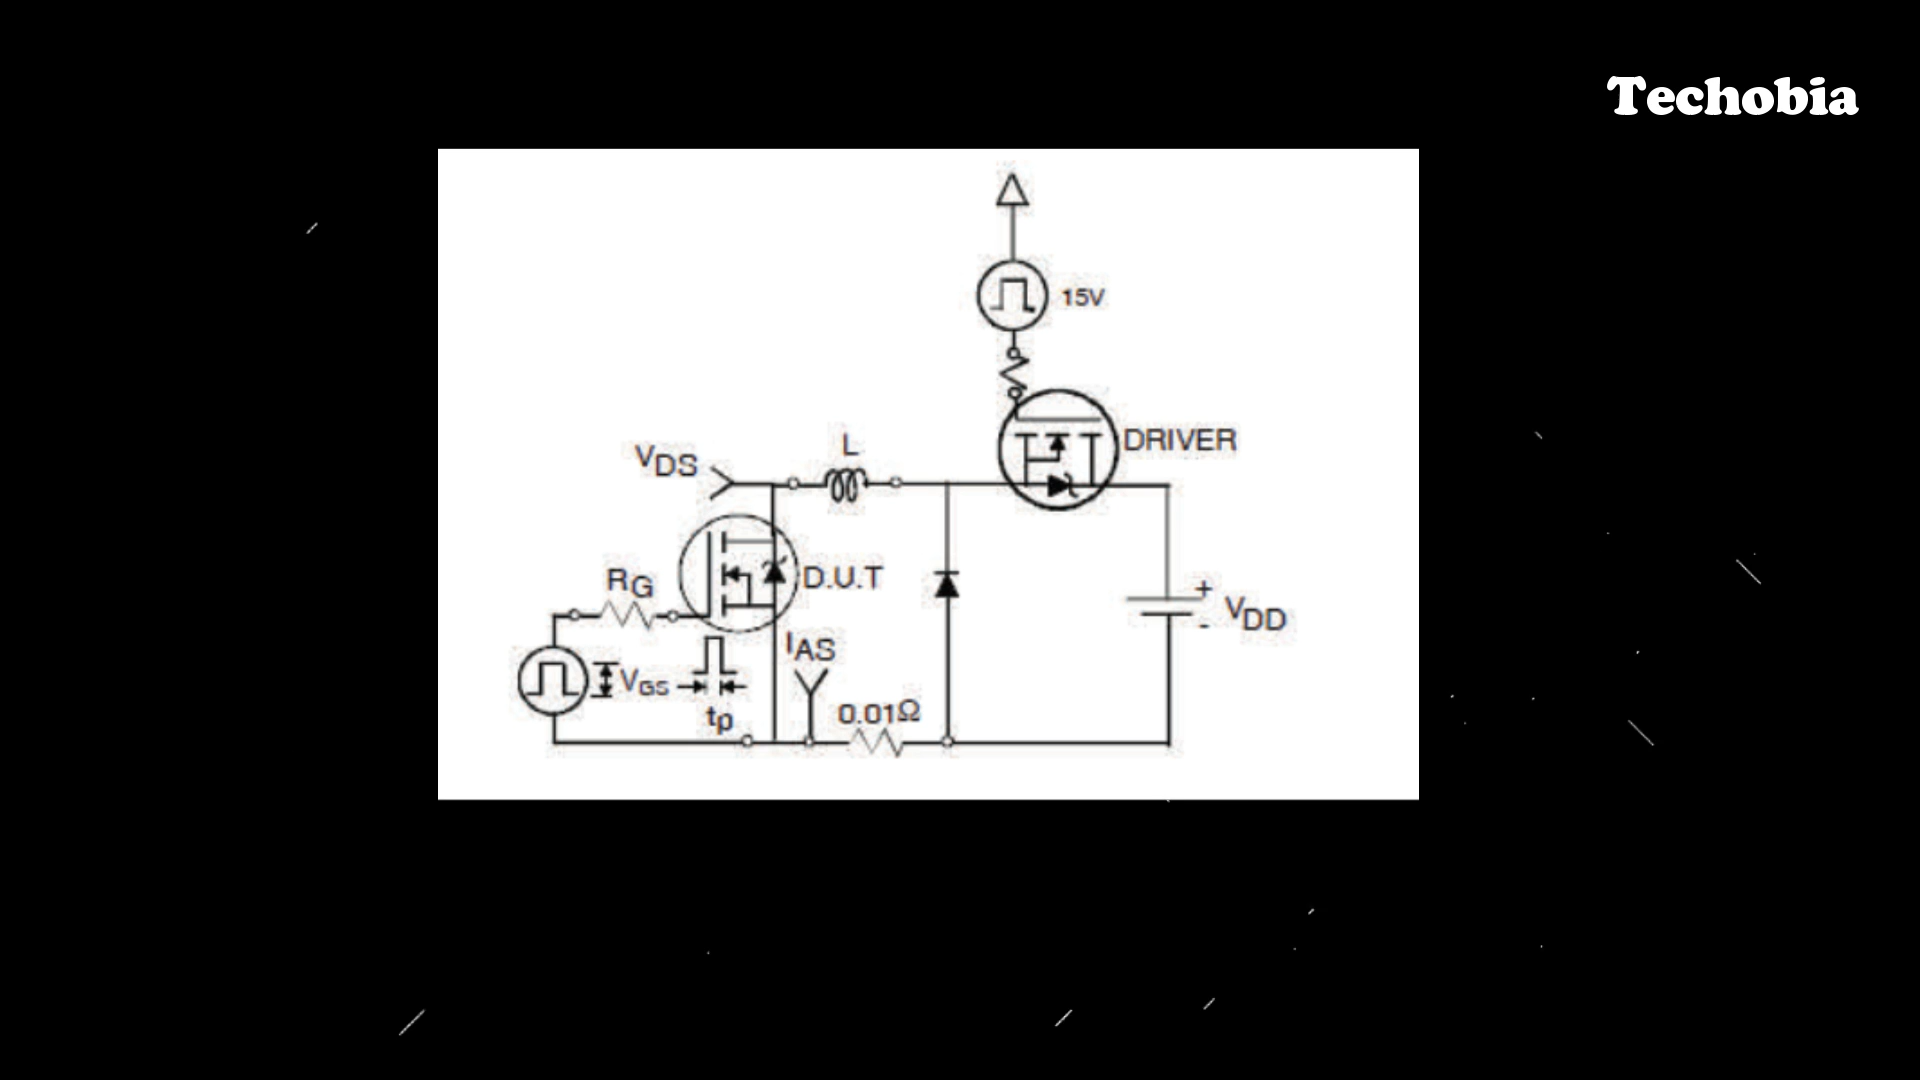 Techobia
15V
DRIVER
L
VDS
RG
D.U.T
IAS
VGS
tp
0.01Ω
+
-
VDD